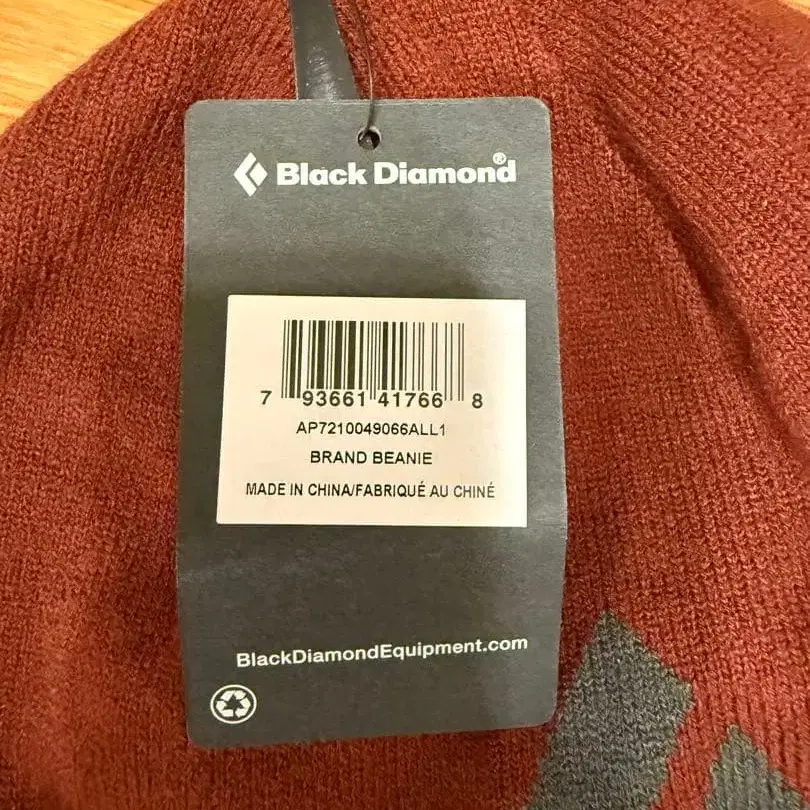 Black Diamond®
7 93661 41766 8
AP7210049066ALL1
BRAND BEANIE
MADE IN CHINA/FABRIQUÉ AU CHINÉ
BlackDiamondEquipment.com